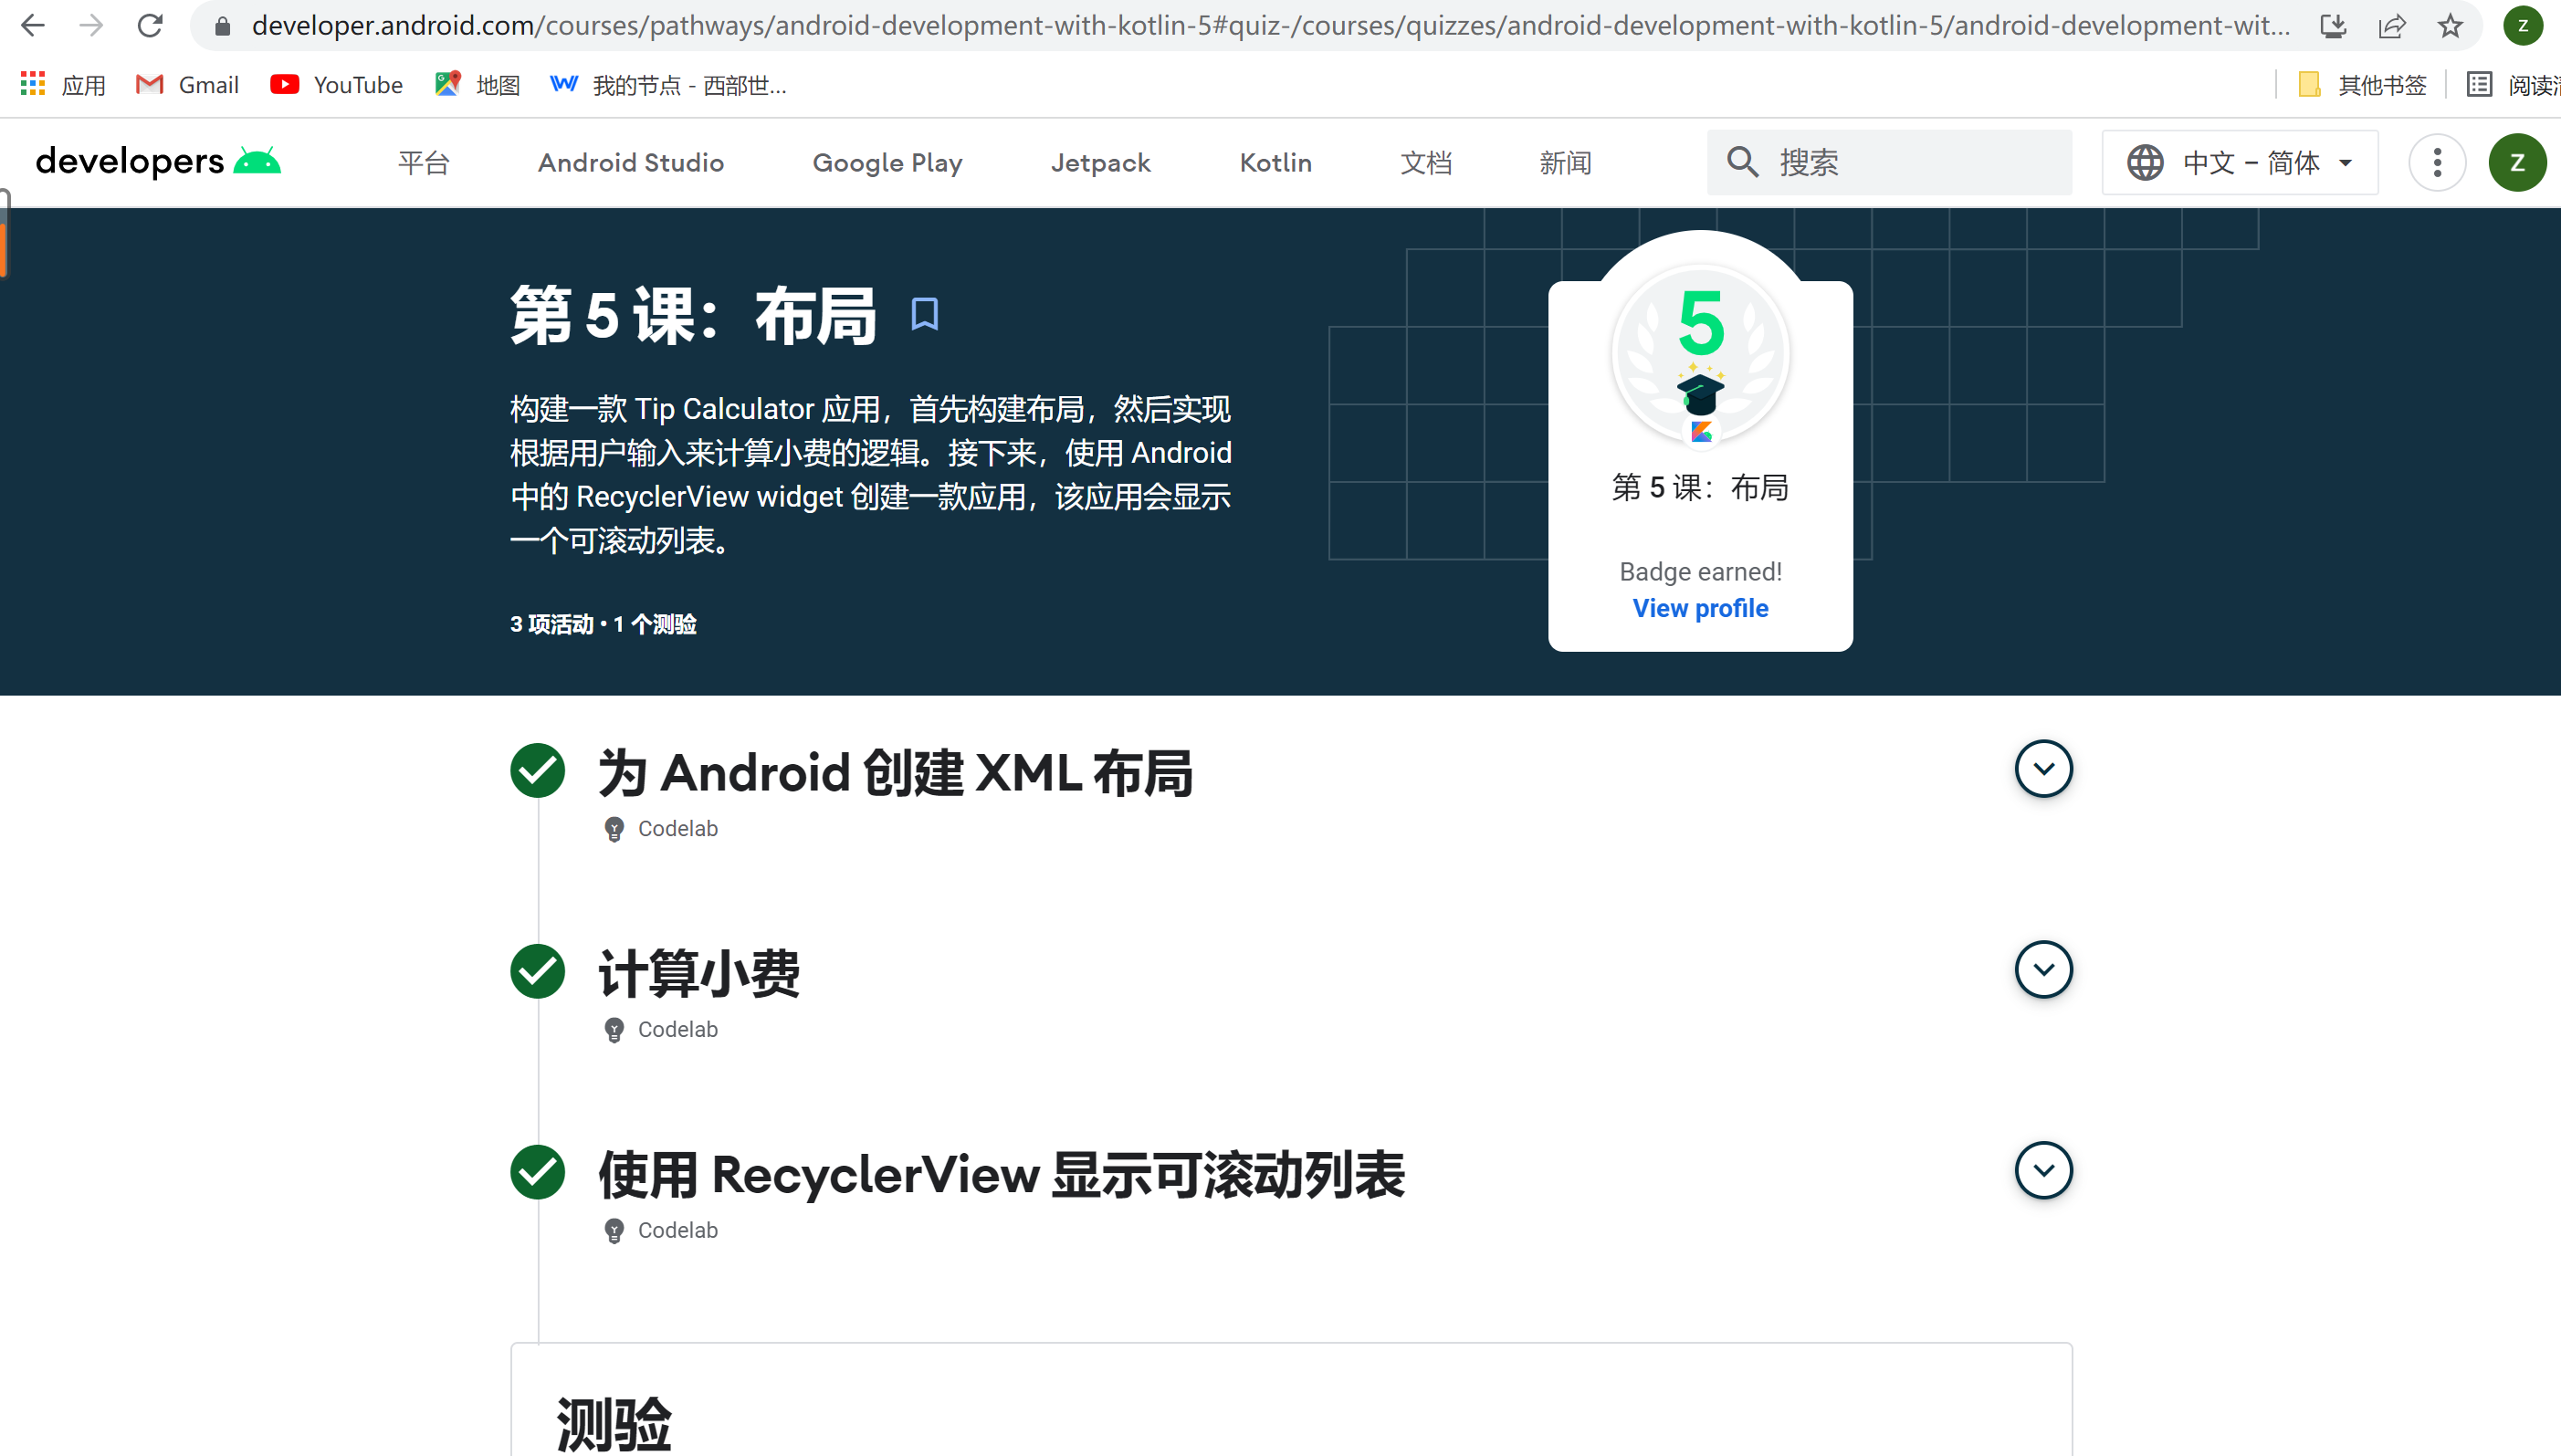 developer.android.com/courses/pathways/android-development-with-kotlin-5#quiz-/courses/quizzes/android-development-with-kotlin-5/android-development-wit...
Z
应用 Gmail YouTube 地图 我的节点 - 西部世... 其他书签 阅读
developers 平台 Android Studio Google Play Jetpack Kotlin 文档 新闻 搜索 中文 – 简体 Z
第 5 课：布局
构建一款 Tip Calculator 应用，首先构建布局，然后实现
根据用户输入来计算小费的逻辑。接下来，使用 Android
中的 RecyclerView widget 创建一款应用，该应用会显示
一个可滚动列表。
3 项活动 • 1 个测验
5
第 5 课：布局
Badge earned!
View profile
为 Android 创建 XML 布局
Codelab
计算小费
Codelab
使用 RecyclerView 显示可滚动列表
Codelab
测验